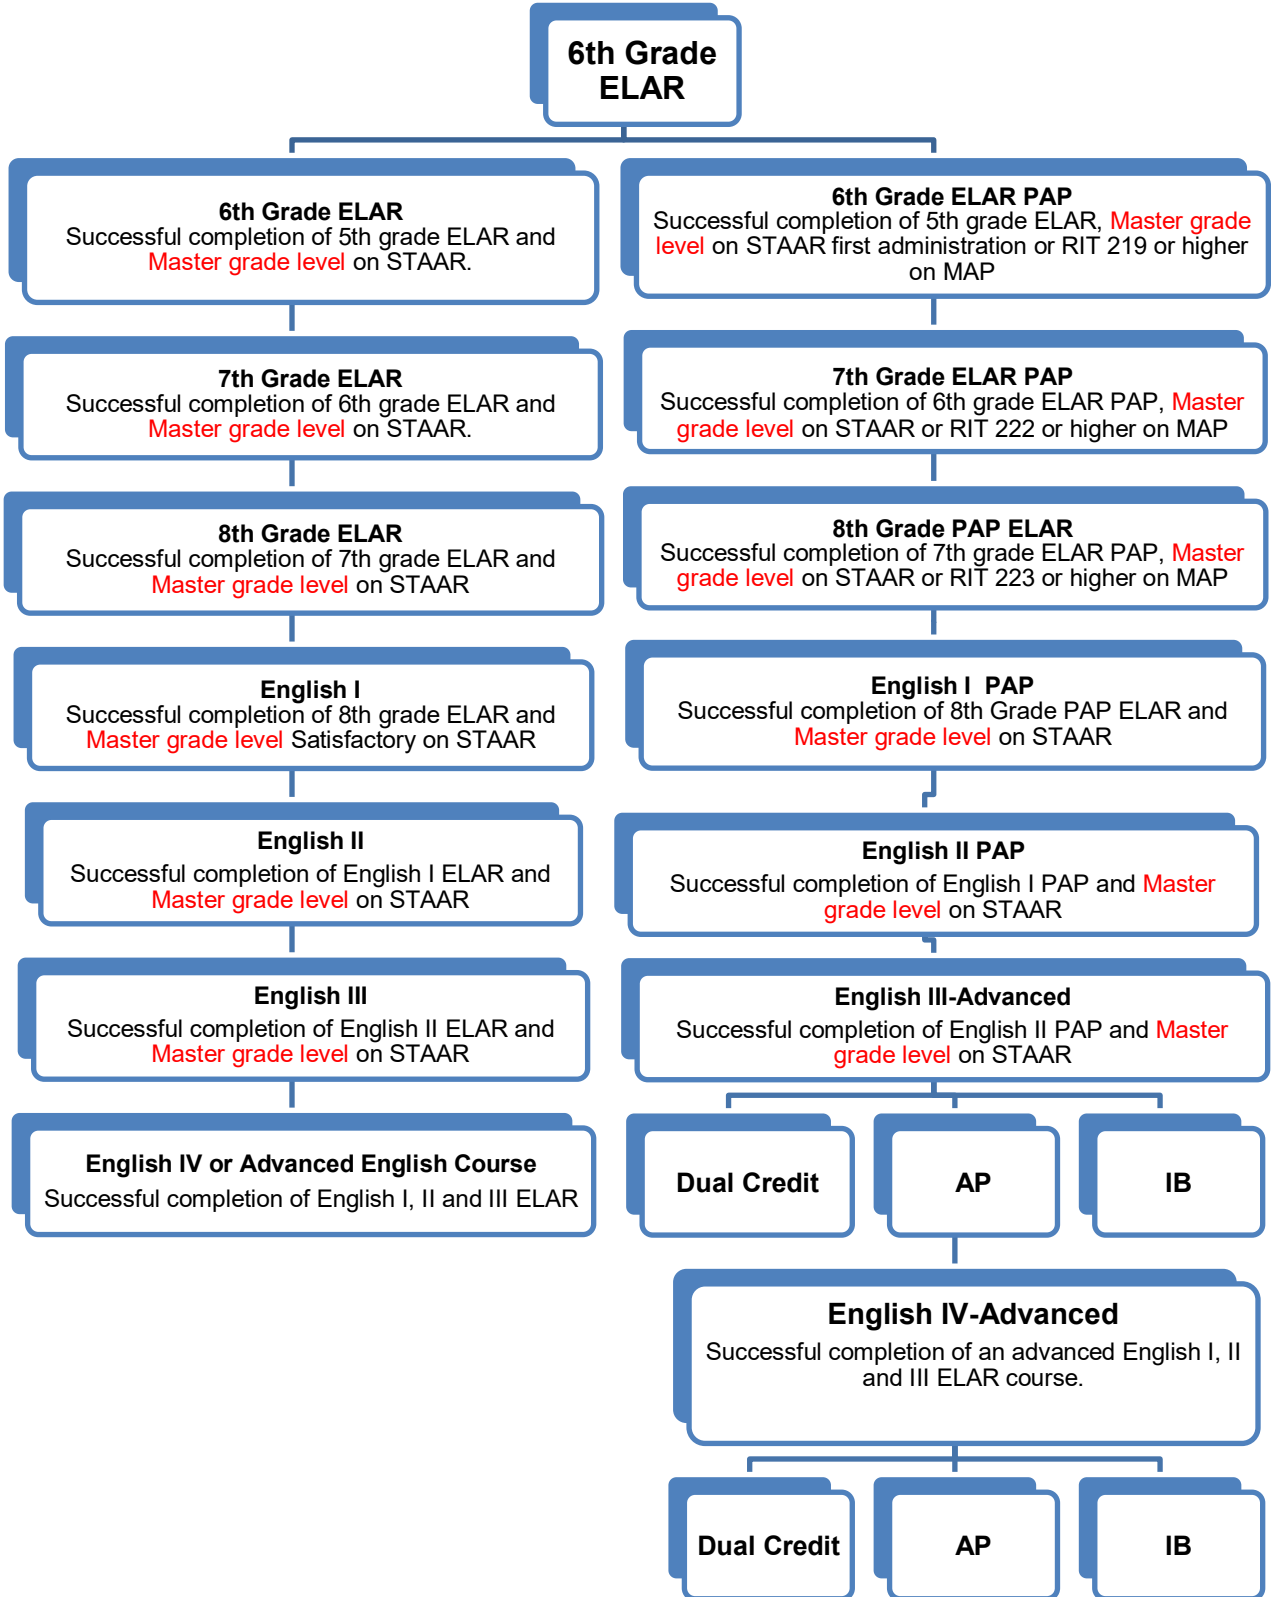 6th Grade
ELAR
6th Grade ELAR
Successful completion of 5th grade ELAR and
Master grade level on STAAR.
7th Grade ELAR
Successful completion of 6th grade ELAR and
Master grade level on STAAR.
8th Grade ELAR
Successful completion of 7th grade ELAR and
Master grade level on STAAR
English I
Successful completion of 8th grade ELAR and
Master grade level Satisfactory on STAAR
English II
Successful completion of English I ELAR and
Master grade level on STAAR
English III
Successful completion of English II ELAR and
Master grade level on STAAR
English IV or Advanced English Course
Successful completion of English I, II and III ELAR
6th Grade ELAR PAP
Successful completion of 5th grade ELAR, Master grade
level on STAAR first administration or RIT 219 or higher
on MAP
7th Grade ELAR PAP
Successful completion of 6th grade ELAR PAP, Master
grade level on STAAR or RIT 222 or higher on MAP
8th Grade PAP ELAR
Successful completion of 7th grade ELAR PAP, Master
grade level on STAAR or RIT 223 or higher on MAP
English I PAP
Successful completion of 8th Grade PAP ELAR and
Master grade level on STAAR
English II PAP
Successful completion of English I PAP and Master
grade level on STAAR
English III-Advanced
Successful completion of English II PAP and Master
grade level on STAAR
Dual Credit
AP
IB
English IV-Advanced
Successful completion of an advanced English I, II
and III ELAR course.
Dual Credit
AP
IB